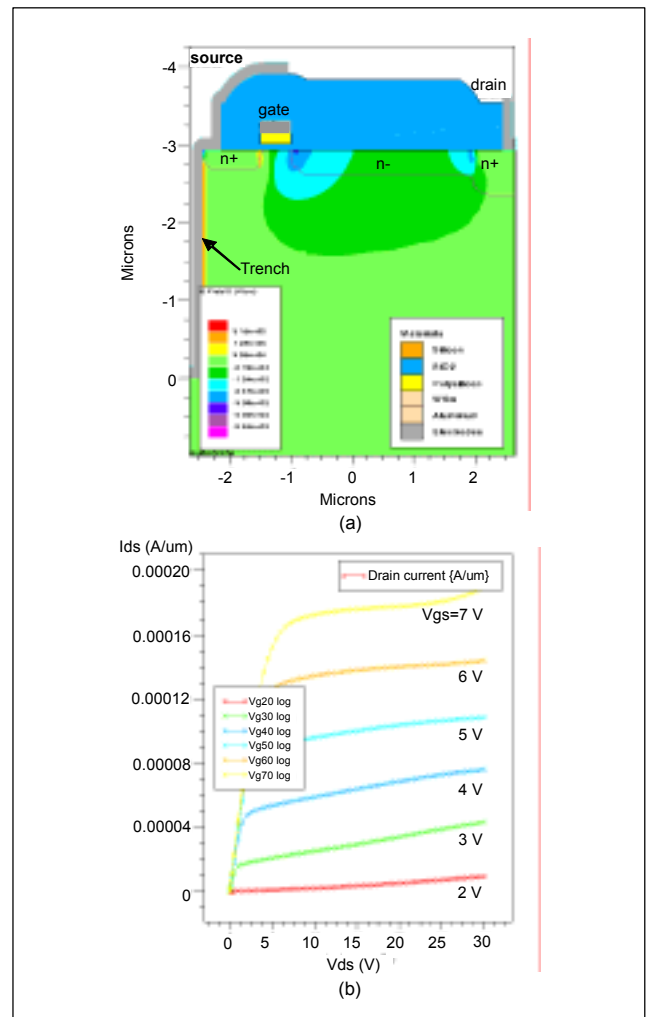 source
-4
drain
gate
-3
n+
n-
n+
-2
Microns
Trench
-1
Materials
Silicon
SiO2
Polysilicon
Aluminum
Electrodes
0
-2
-1
0
1
2
Microns
(a)
Ids (A/um)
0.00020
Drain current {A/um}
Vgs=7 V
0.00016
6 V
0.00012
Vg20 log
Vg30 log
Vg40 log
Vg50 log
Vg60 log
Vg70 log
5 V
0.00008
4 V
0.00004
3 V
2 V
0
0
5
10
15
20
25
30
Vds (V)
(b)